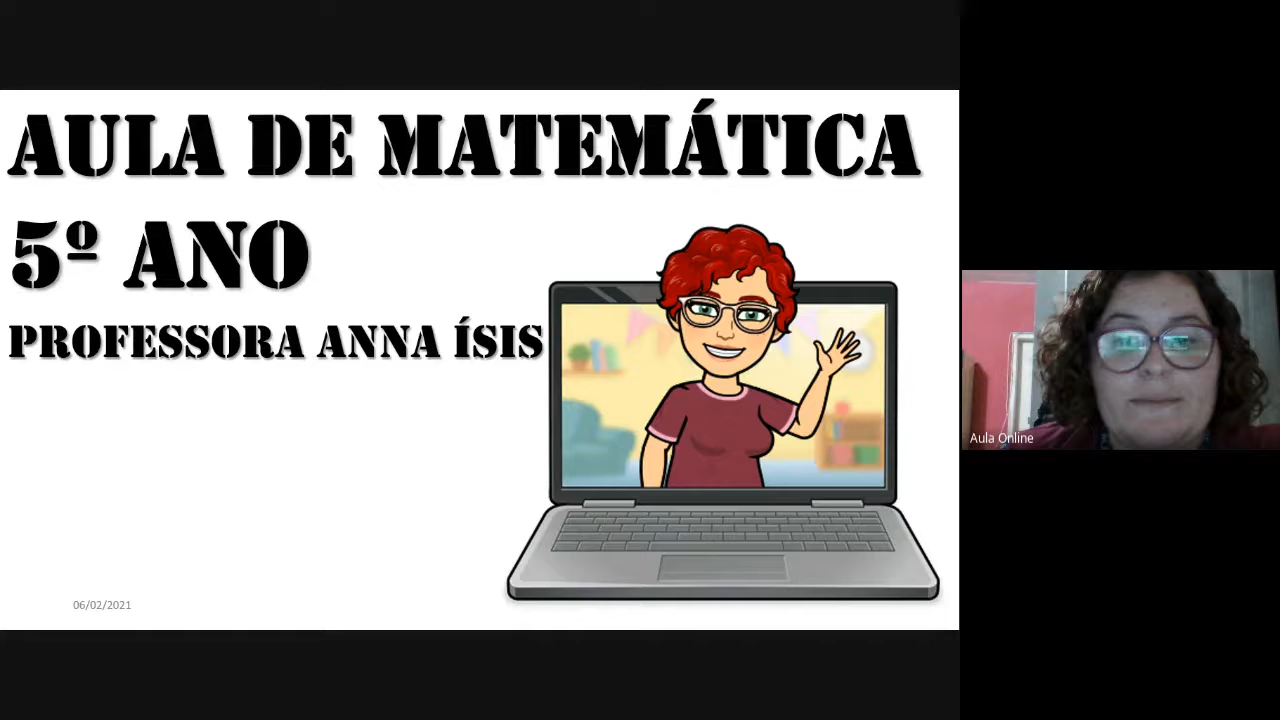 AULA DE MATEMÁTICA
5º ANO
PROFESSORA ANNA ÍSIS
06/02/2021
Aula Online